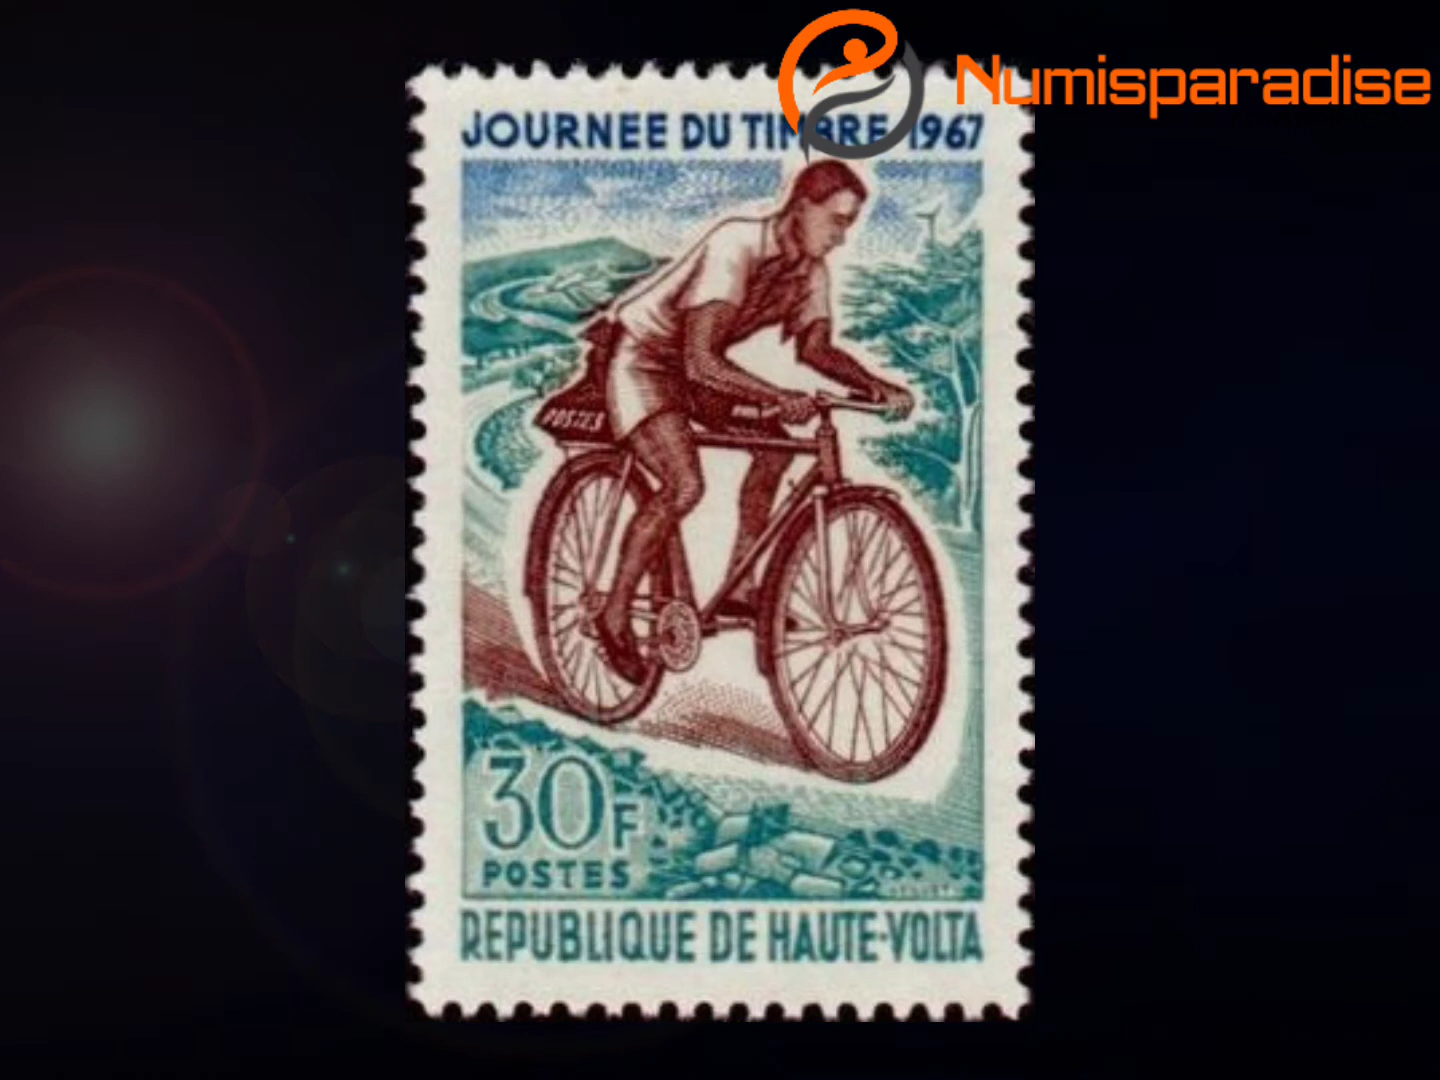 Numisparadise
JOURNEE DU TIMBRE 1967
POSTES
30F
POSTES
REPUBLIQUE DE HAUTE-VOLTA